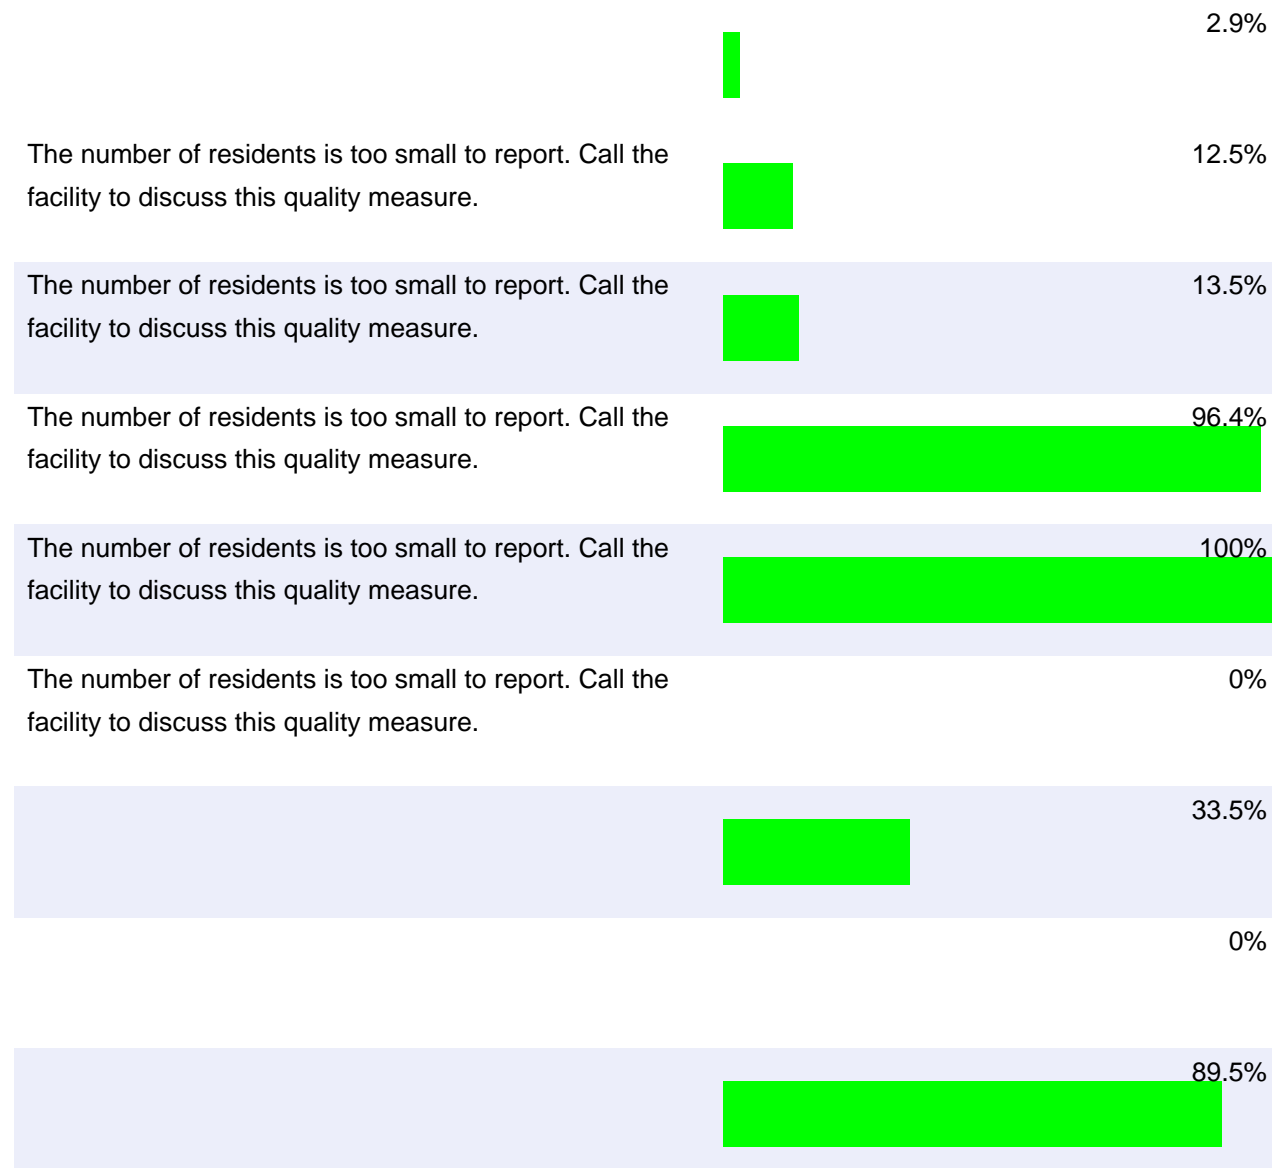 2.9%
The number of residents is too small to report. Call the
facility to discuss this quality measure.
12.5%
The number of residents is too small to report. Call the
facility to discuss this quality measure.
13.5%
The number of residents is too small to report. Call the
facility to discuss this quality measure.
96.4%
The number of residents is too small to report. Call the
facility to discuss this quality measure.
100%
The number of residents is too small to report. Call the
facility to discuss this quality measure.
0%
33.5%
0%
89.5%